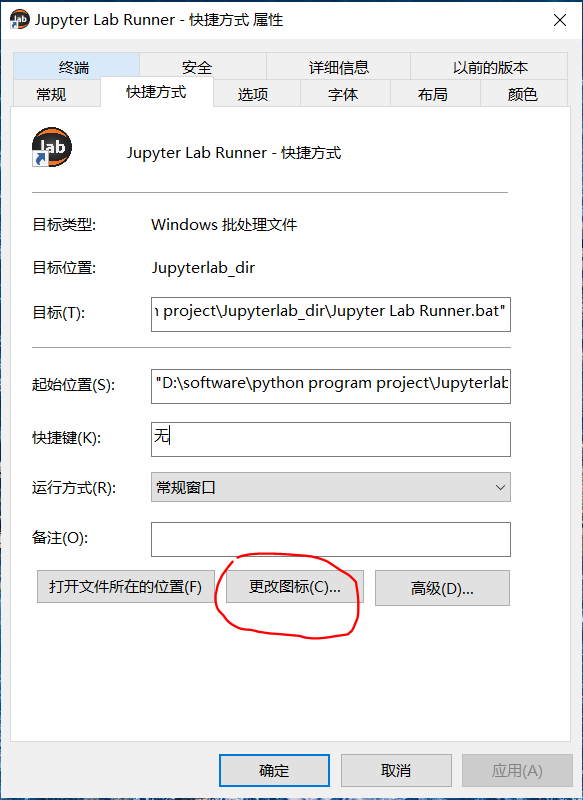 Jupyter Lab Runner - 快捷方式 属性
终端 安全 详细信息 以前的版本
常规 快捷方式 选项 字体 布局 颜色
lab
Jupyter Lab Runner - 快捷方式
目标类型: Windows 批处理文件
目标位置: Jupyterlab_dir
目标(T): project\Jupyterlab_dir\Jupyter Lab Runner.bat"
起始位置(S): "D:\software\python program project\Jupyterlab
快捷键(K): 无
运行方式(R): 常规窗口
备注(O):
打开文件所在的位置(F) 更改图标(C)... 高级(D)...
确定 取消 应用(A)